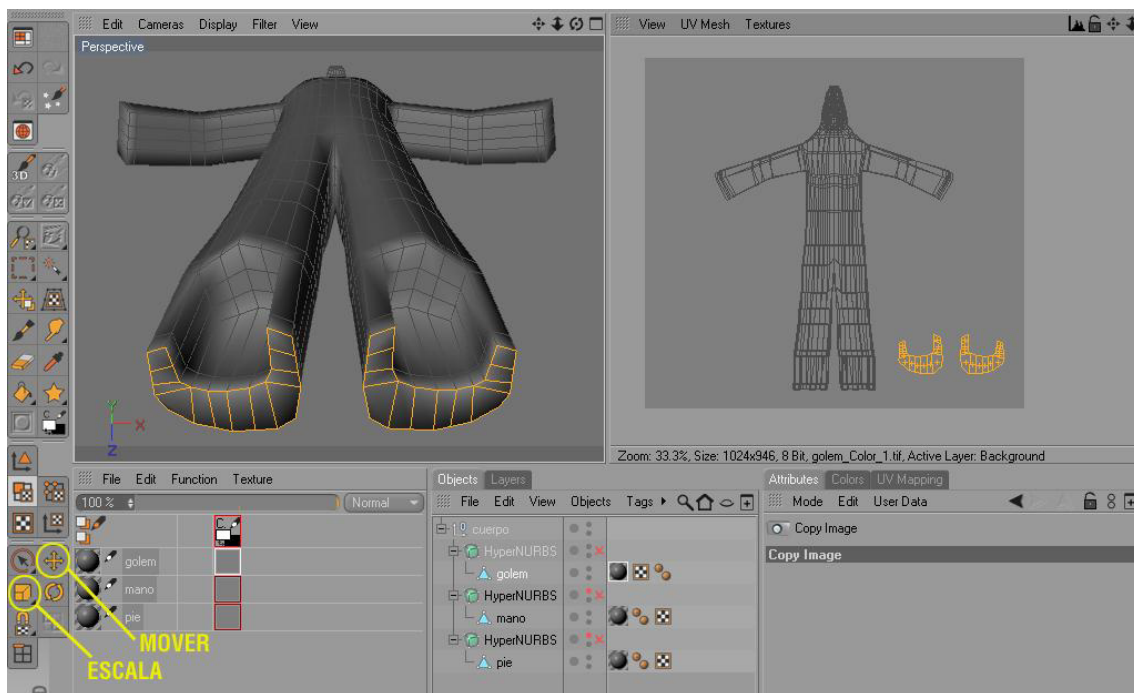 Edit Cameras Display Filter View
View UV Mesh Textures
Perspective
3D
C
Y
X
Z
Zoom: 33.3%, Size: 1024x946, 8 Bit, golem_Color_1.tif, Active Layer: Background
File Edit Function Texture
100 %
Normal
C
golem
mano
pie
MOVER
ESCALA
Objects Layers
File Edit View Objects Tags
cuerpo
HyperNURBS
golem
HyperNURBS
mano
HyperNURBS
pie
Attributes Colors UV Mapping
Mode Edit User Data
Copy Image
Copy Image